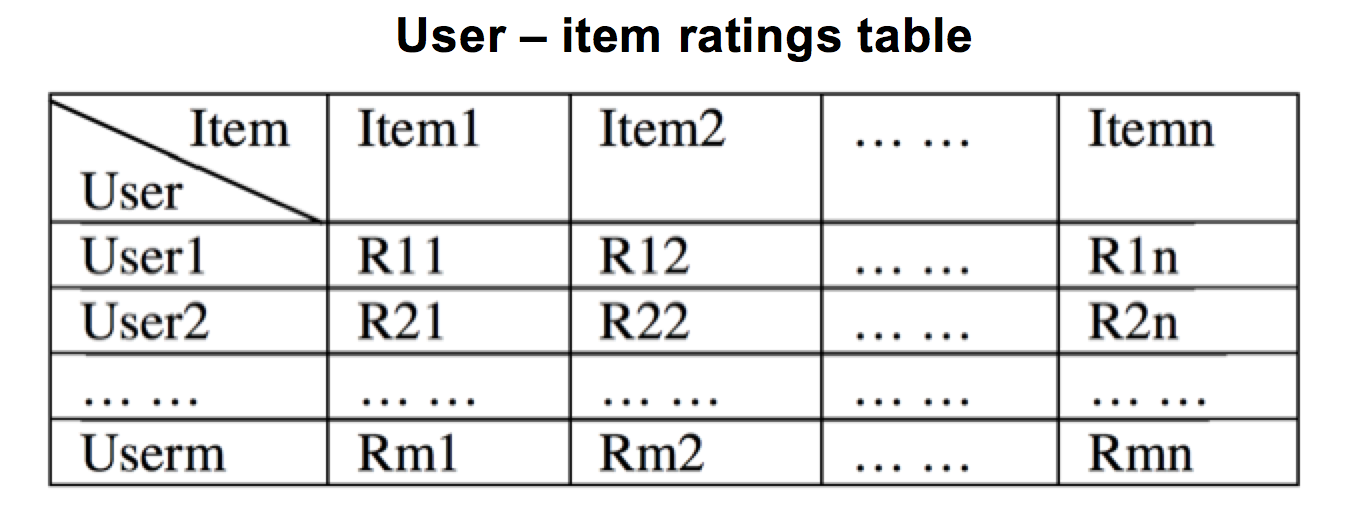 User – item ratings table
Item Item1 Item2 ... ... Itemn
User
User1 R11 R12 ... ... R1n
User2 R21 R22 ... ... R2n
... ... ... ... ... ... ... ... ... ...
Userm Rm1 Rm2 ... ... Rmn